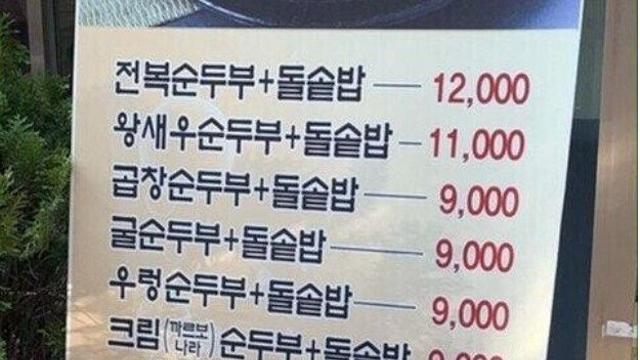 전복순두부+돌솥밥 — 12,000
왕새우순두부+돌솥밥 — 11,000
곱창순두부+돌솥밥 — 9,000
굴순두부+돌솥밥 — 9,000
우렁순두부+돌솥밥 — 9,000
크림(까르보나라)순두부+돌솥밥